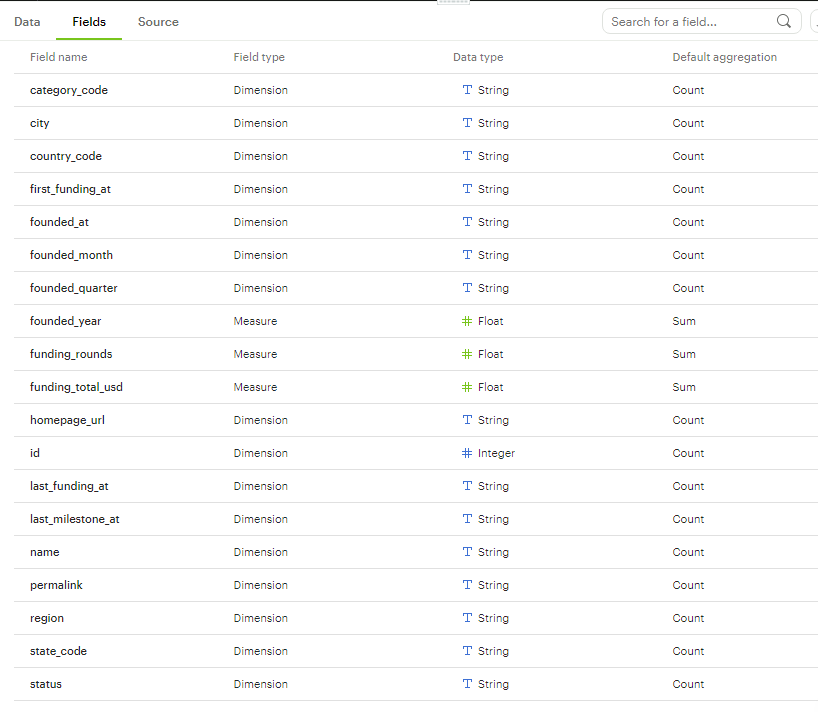 Data Fields Source Search for a field...
Field name Field type Data type Default aggregation
category_code Dimension String Count
city Dimension String Count
country_code Dimension String Count
first_funding_at Dimension String Count
founded_at Dimension String Count
founded_month Dimension String Count
founded_quarter Dimension String Count
founded_year Measure Float Sum
funding_rounds Measure Float Sum
funding_total_usd Measure Float Sum
homepage_url Dimension String Count
id Dimension Integer Count
last_funding_at Dimension String Count
last_milestone_at Dimension String Count
name Dimension String Count
permalink Dimension String Count
region Dimension String Count
state_code Dimension String Count
status Dimension String Count